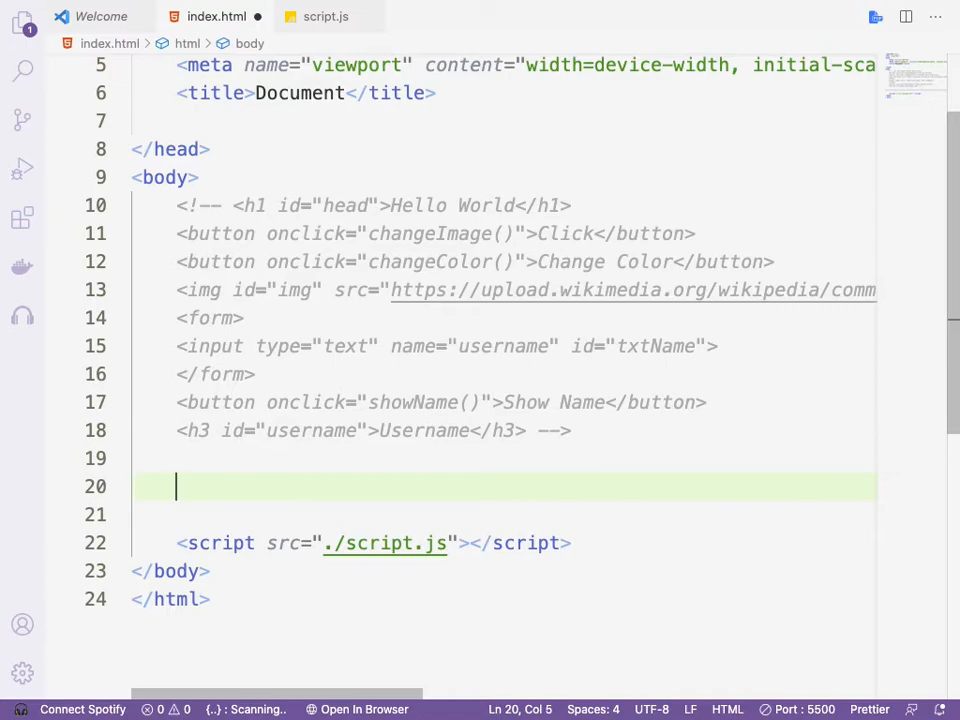 1
Welcome
index.html
script.js
index.html
html
body
5 <meta name="viewport" content="width=device-width, initial-sca
6 <title>Document</title>
7
8 </head>
9 <body>
10 <!-- <h1 id="head">Hello World</h1>
11 <button onclick="changeImage()">Click</button>
12 <button onclick="changeColor()">Change Color</button>
13 <img id="img" src="https://upload.wikimedia.org/wikipedia/comm
14 <form>
15 <input type="text" name="username" id="txtName">
16 </form>
17 <button onclick="showName()">Show Name</button>
18 <h3 id="username">Username</h3> -->
19
20
21
22 <script src="./script.js"></script>
23 </body>
24 </html>
Connect Spotify 0 0 {..} : Scanning.. Open In Browser Ln 20, Col 5 Spaces: 4 UTF-8 LF HTML Port : 5500 Prettier